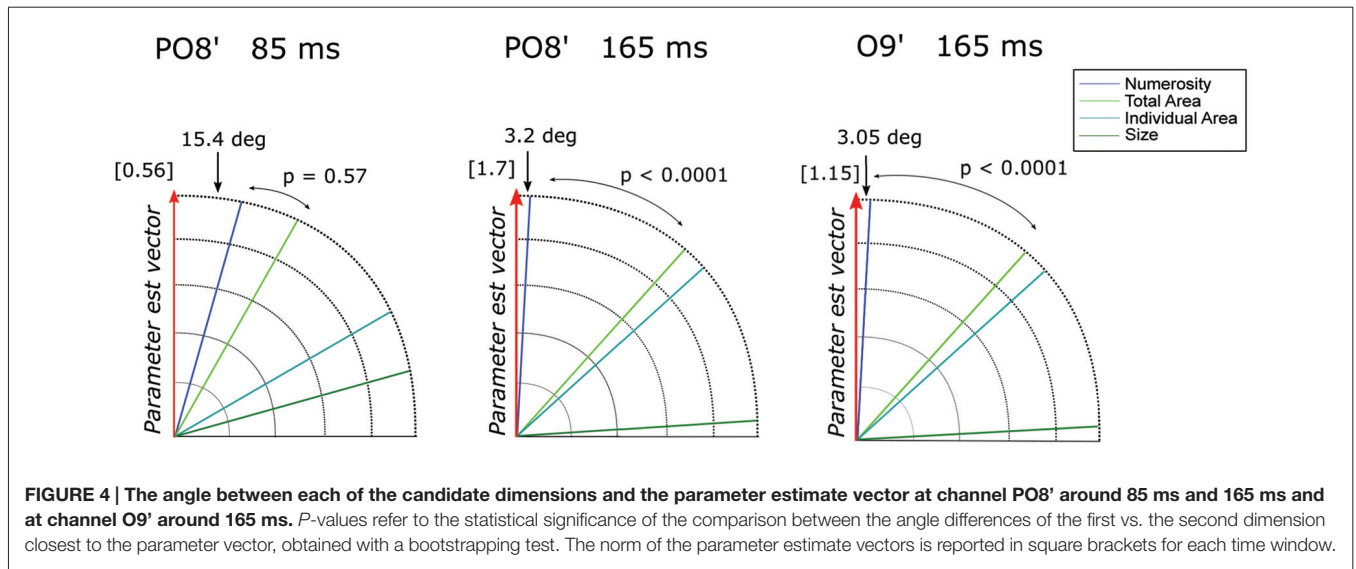 PO8' 85 ms
PO8' 165 ms
O9' 165 ms
Numerosity
Total Area
Individual Area
Size
15.4 deg
[0.56]
p = 0.57
Parameter est vector
3.2 deg
[1.7]
p < 0.0001
Parameter est vector
3.05 deg
[1.15]
p < 0.0001
Parameter est vector
FIGURE 4 | The angle between each of the candidate dimensions and the parameter estimate vector at channel PO8' around 85 ms and 165 ms and
at channel O9' around 165 ms. P-values refer to the statistical significance of the comparison between the angle differences of the first vs. the second dimension
closest to the parameter vector, obtained with a bootstrapping test. The norm of the parameter estimate vectors is reported in square brackets for each time window.